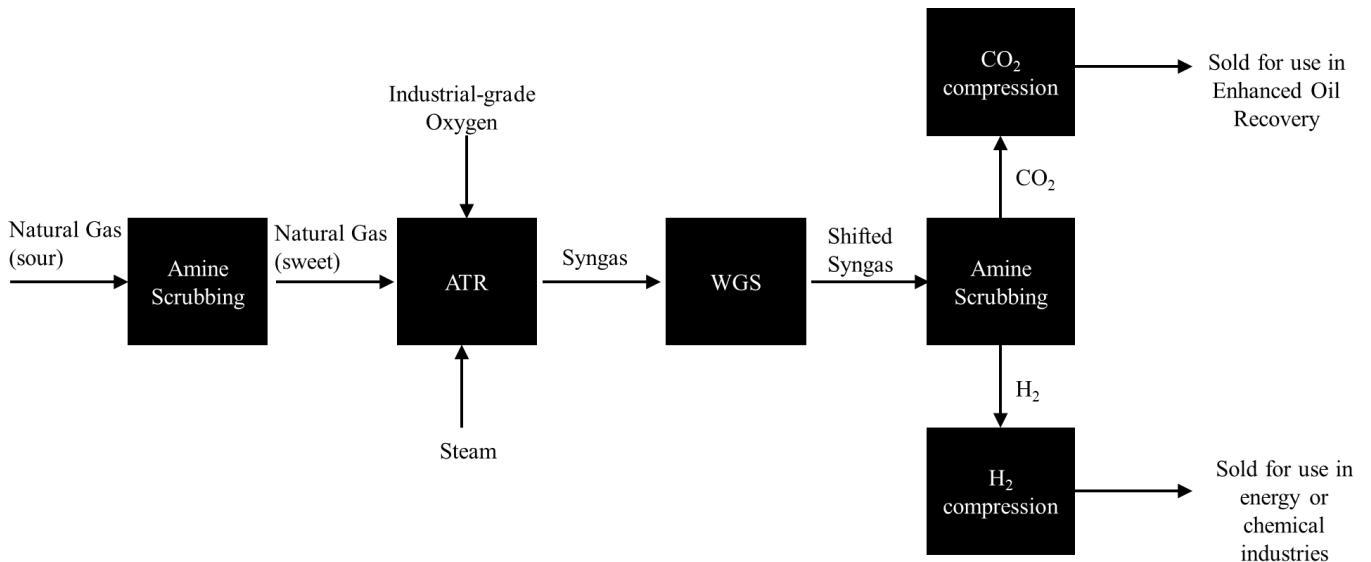 Natural Gas
(sour)
Amine
Scrubbing
Natural Gas
(sweet)
Industrial-grade
Oxygen
ATR
Steam
Syngas
WGS
Shifted
Syngas
Amine
Scrubbing
CO₂
CO₂
compression
Sold for use in
Enhanced Oil
Recovery
H₂
H₂
compression
Sold for use in
energy or
chemical
industries